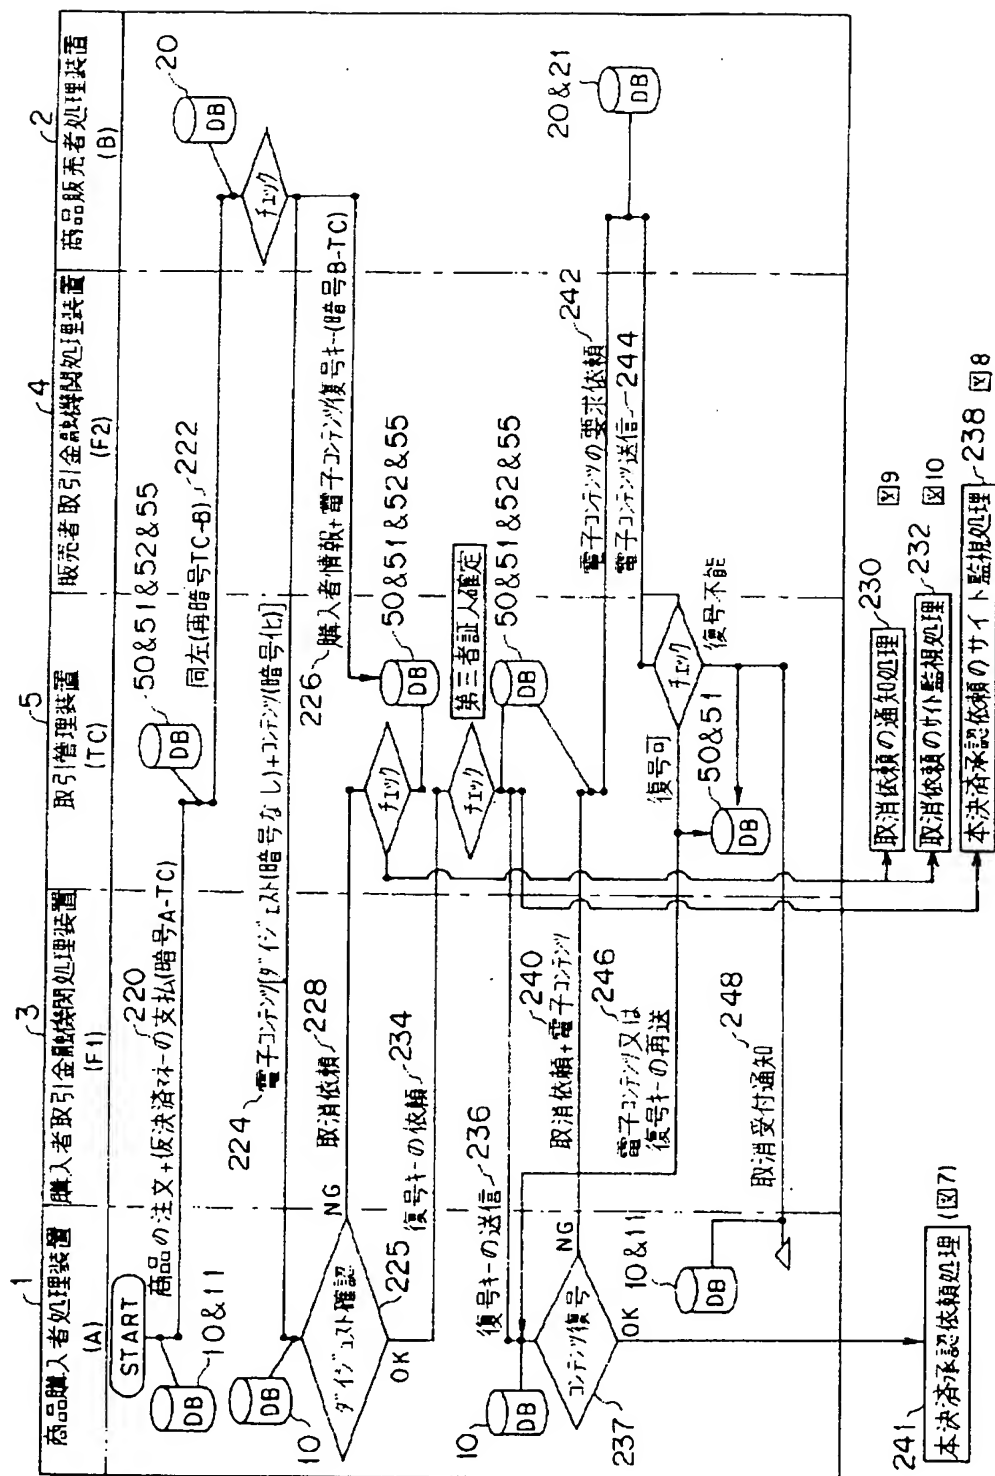 1
商品購入者処理装置
(A)
3
購入者取引金融機関処理装置
(F1)
5
取引管理装置
(TC)
4
販売者取引金融機関処理装置
(F2)
2
商品販売者処理装置
(B)
START
商品の注文+仮決済マネーの支払(暗号A-TC)
220
DB
10&11
DB
50&51&52&55
同左(再暗号TC-B)
222
DB
20
チェック
224
電子コンテンツ[ダイジェスト(暗号なし)+コンテンツ(暗号化)]
226
購入者情報+電子コンテンツ復号キー(暗号B-TC)
DB
10
ダイジェスト確認
225
NG
取消依頼
228
チェック
DB
50&51&52&55
OK
復号キーの依頼
234
チェック
第三者証人確定
DB
50&51&52&55
復号キーの送信
236
DB
10
コンテンツ復号
237
NG
取消依頼+電子コンテンツ
240
電子コンテンツの要求依頼
242
電子コンテンツ送信
244
20&21
DB
チェック
復号可
復号不能
DB
50&51
電子コンテンツ又は
復号キーの再送
246
OK
10&11
DB
取消受付通知
248
取消依頼の通知処理
230
図9
取消依頼のサイト監視処理
232
図10
本決済承認依頼のサイト監視処理
238
図8
241
本決済承認依頼処理
(図7)